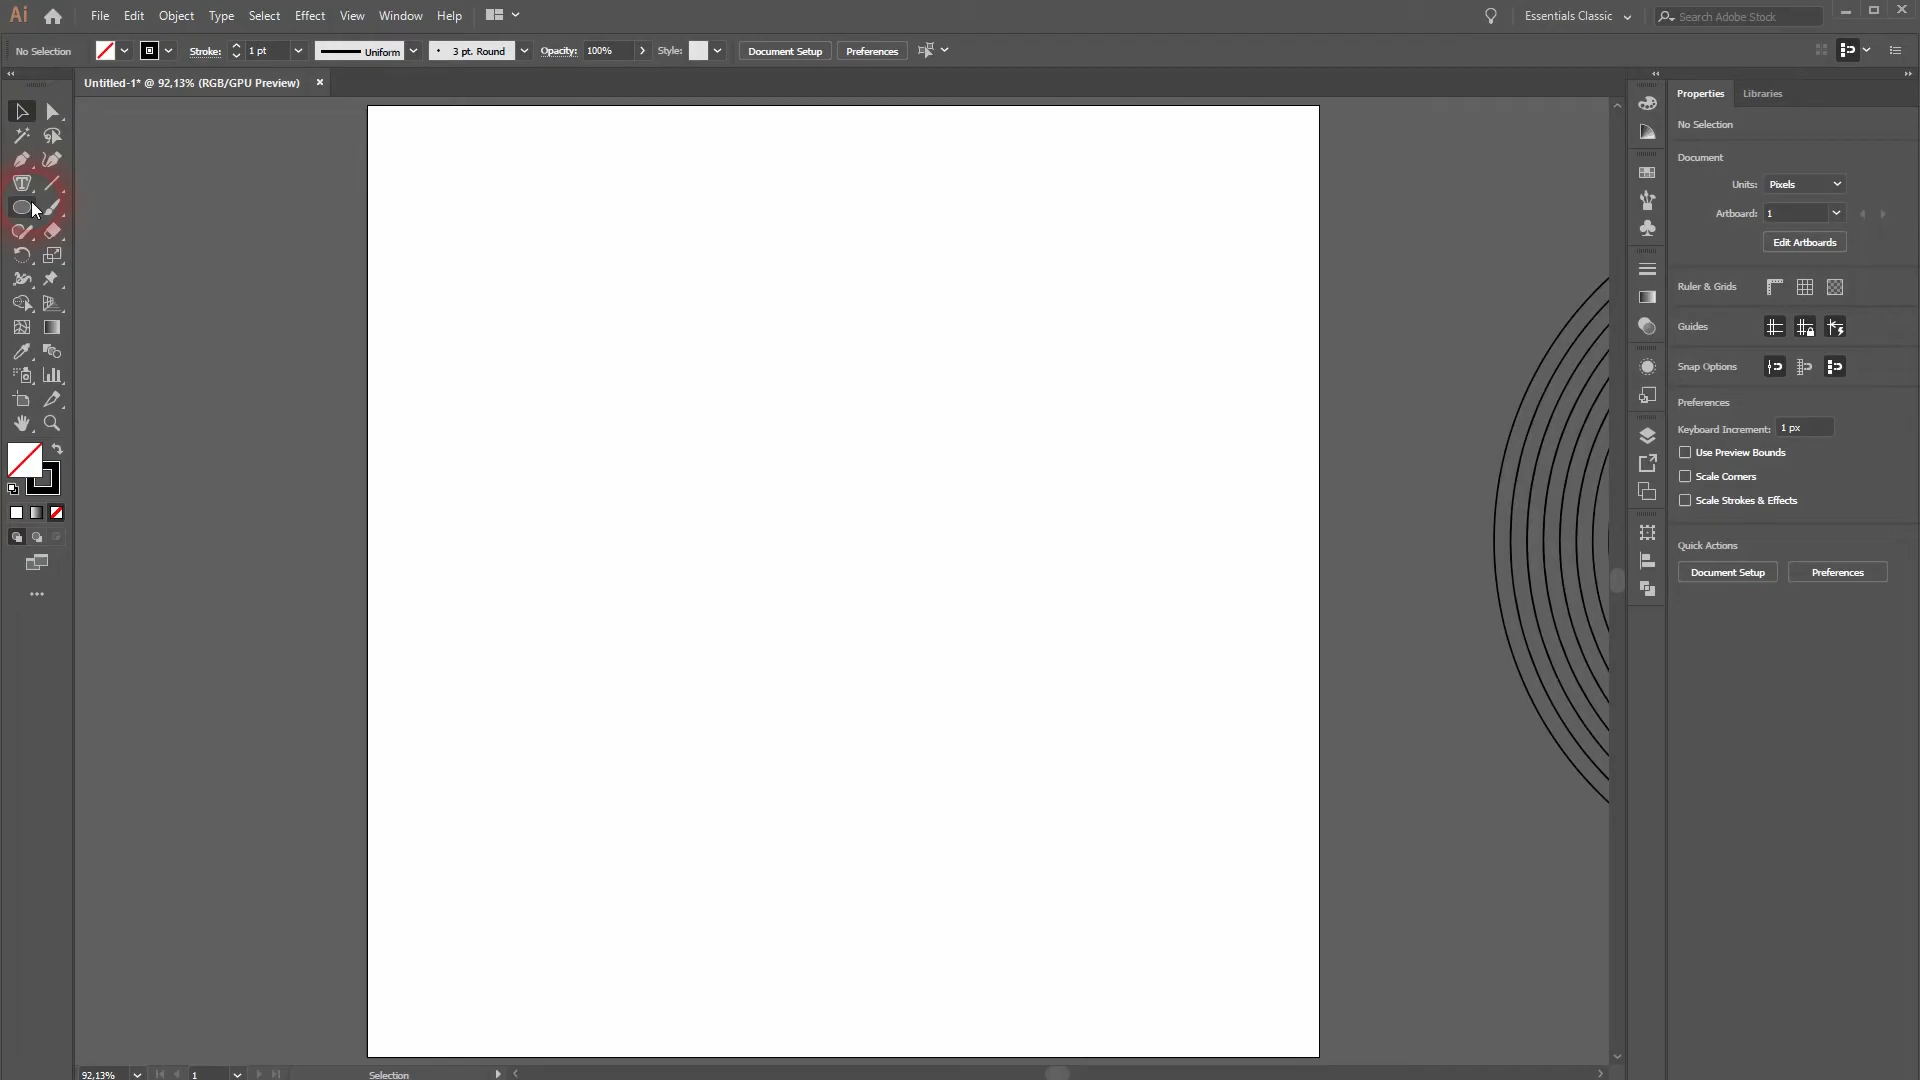 Ai File Edit Object Type Select Effect View Window Help Essentials Classic Search Adobe Stock
No Selection Stroke: 1 pt Uniform 3 pt. Round Opacity: 100% Style: Document Setup Preferences
Untitled-1* @ 92,13% (RGB/GPU Preview)
Properties Libraries
No Selection
Document
Units: Pixels
Artboard: 1
Edit Artboards
Ruler & Grids
Guides
Snap Options
Preferences
Keyboard Increment: 1 px
Use Preview Bounds
Scale Corners
Scale Strokes & Effects
Quick Actions
Document Setup Preferences
92,13% 1 Selection